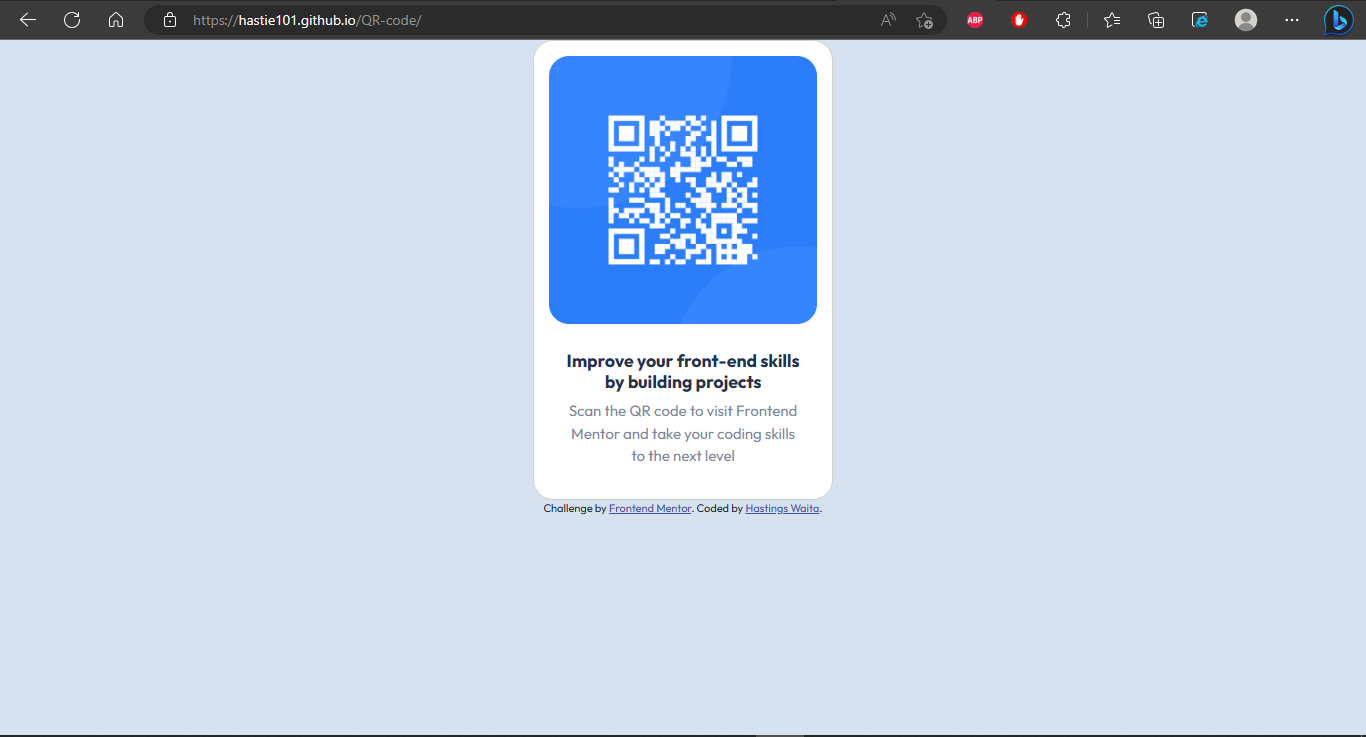 https://hastie101.github.io/QR-code/
ABP
Improve your front-end skills
by building projects
Scan the QR code to visit Frontend
Mentor and take your coding skills
to the next level
Challenge by Frontend Mentor. Coded by Hastings Waita.